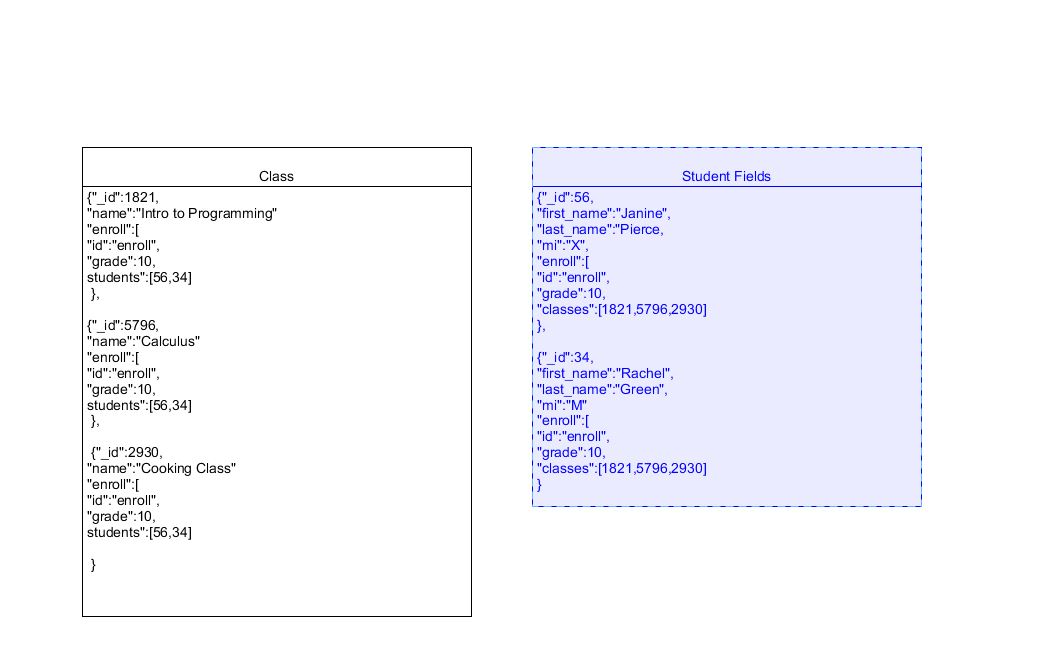 Class
{"_id":1821,
"name":"Intro to Programming"
"enroll":[
"id":"enroll",
"grade":10,
students":[56,34]
},
{"_id":5796,
"name":"Calculus"
"enroll":[
"id":"enroll",
"grade":10,
students":[56,34]
},
{"_id":2930,
"name":"Cooking Class"
"enroll":[
"id":"enroll",
"grade":10,
students":[56,34]
}
Student Fields
{"_id":56,
"first_name":"Janine",
"last_name":"Pierce,
"mi":"X",
"enroll":[
"id":"enroll",
"grade":10,
"classes":[1821,5796,2930]
},
{"_id":34,
"first_name":"Rachel",
"last_name":"Green",
"mi":"M"
"enroll":[
"id":"enroll",
"grade":10,
"classes":[1821,5796,2930]
}